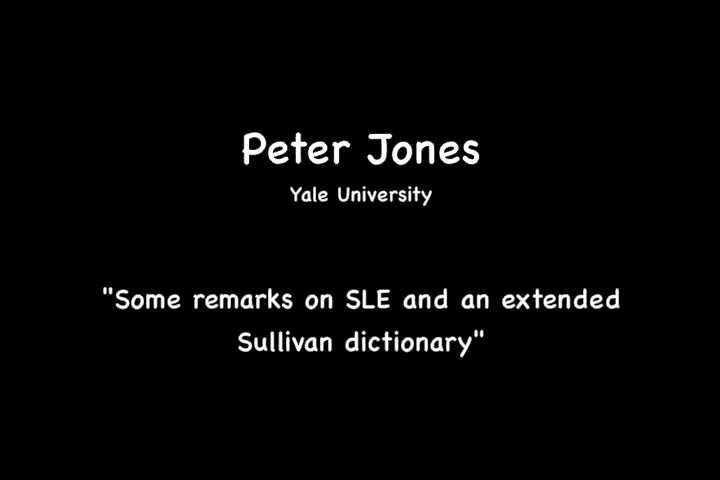 Peter Jones
Yale University
"Some remarks on SLE and an extended
Sullivan dictionary"